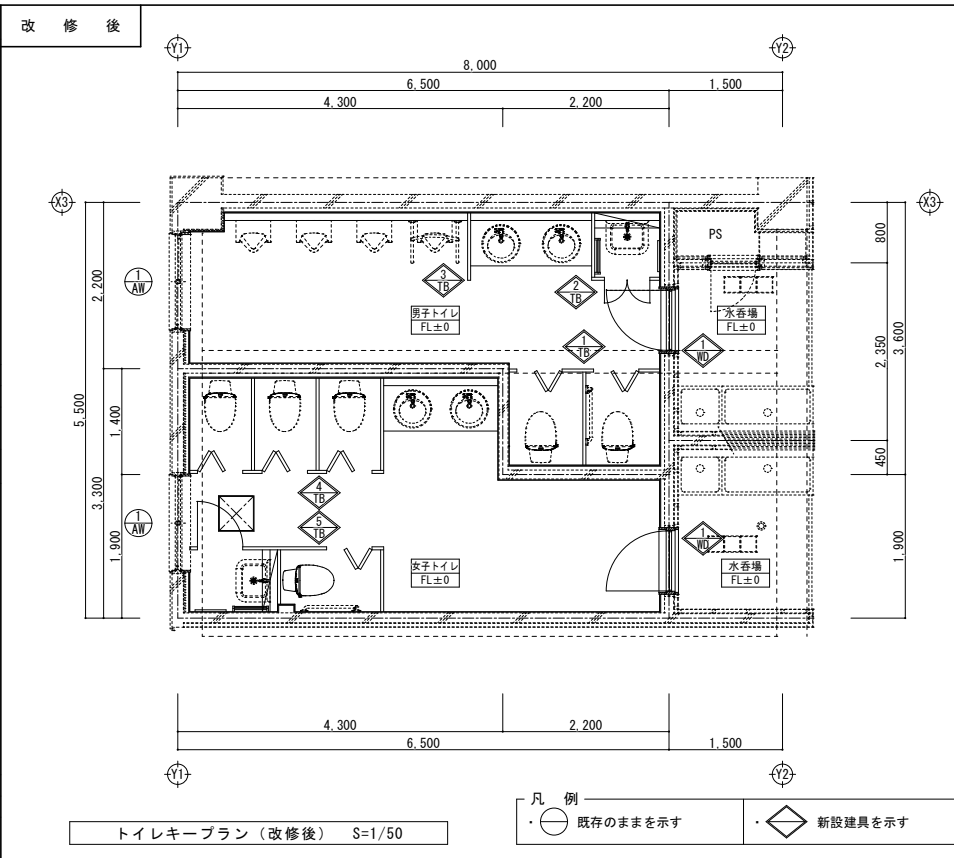 改修後
Y1
Y2
8,000
6,500
1,500
4,300
2,200
X3
X3
PS
800
2,200
1
AW
3
TB
2
TB
男子トイレ
FL±0
水呑場
FL±0
1
TB
1
WD
2,350
3,600
5,500
1,400
450
3,300
4
TB
5
TB
1
AW
1,900
1
WD
女子トイレ
FL±0
水呑場
FL±0
1,900
4,300
2,200
6,500
1,500
Y1
Y2
トイレキープラン(改修後) S=1/50
凡例
・ 既存のままを示す
・ 新設建具を示す